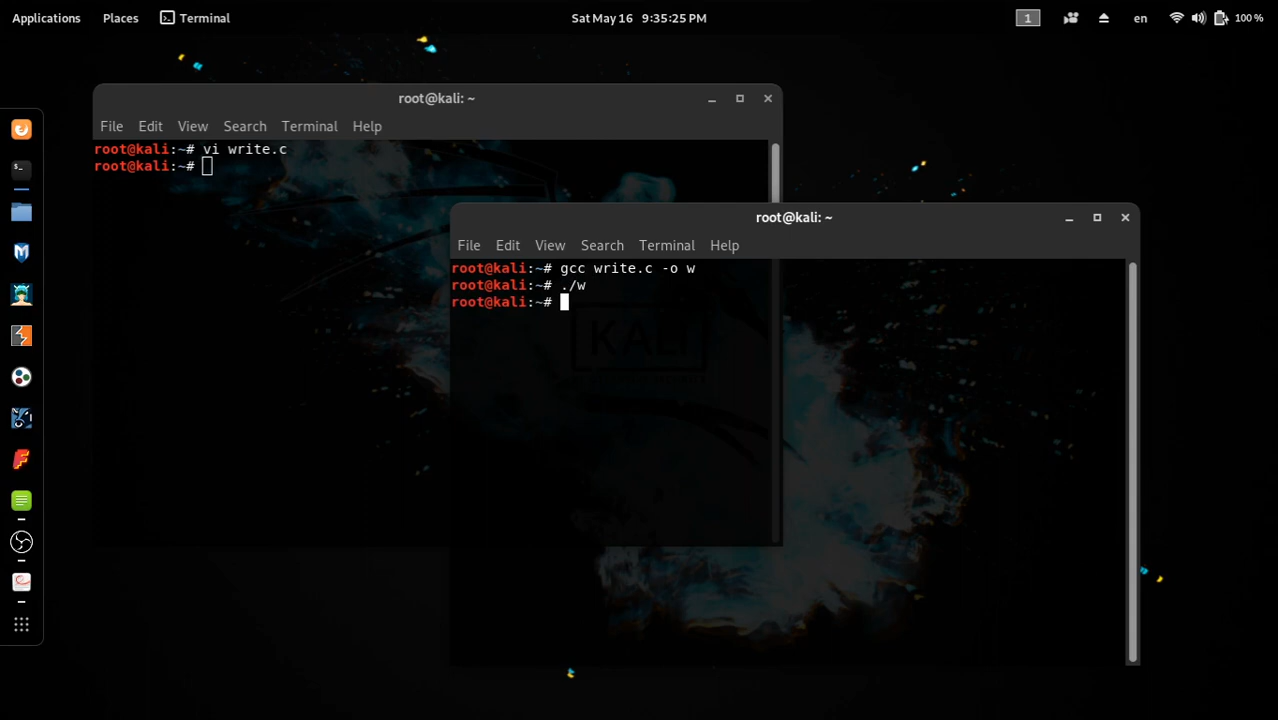 Applications Places Terminal Sat May 16 9:35:25 PM 1 en 100 %
root@kali: ~
File Edit View Search Terminal Help
root@kali:~# vi write.c
root@kali:~#
root@kali: ~
File Edit View Search Terminal Help
root@kali:~# gcc write.c -o w
root@kali:~# ./w
root@kali:~#
KALI